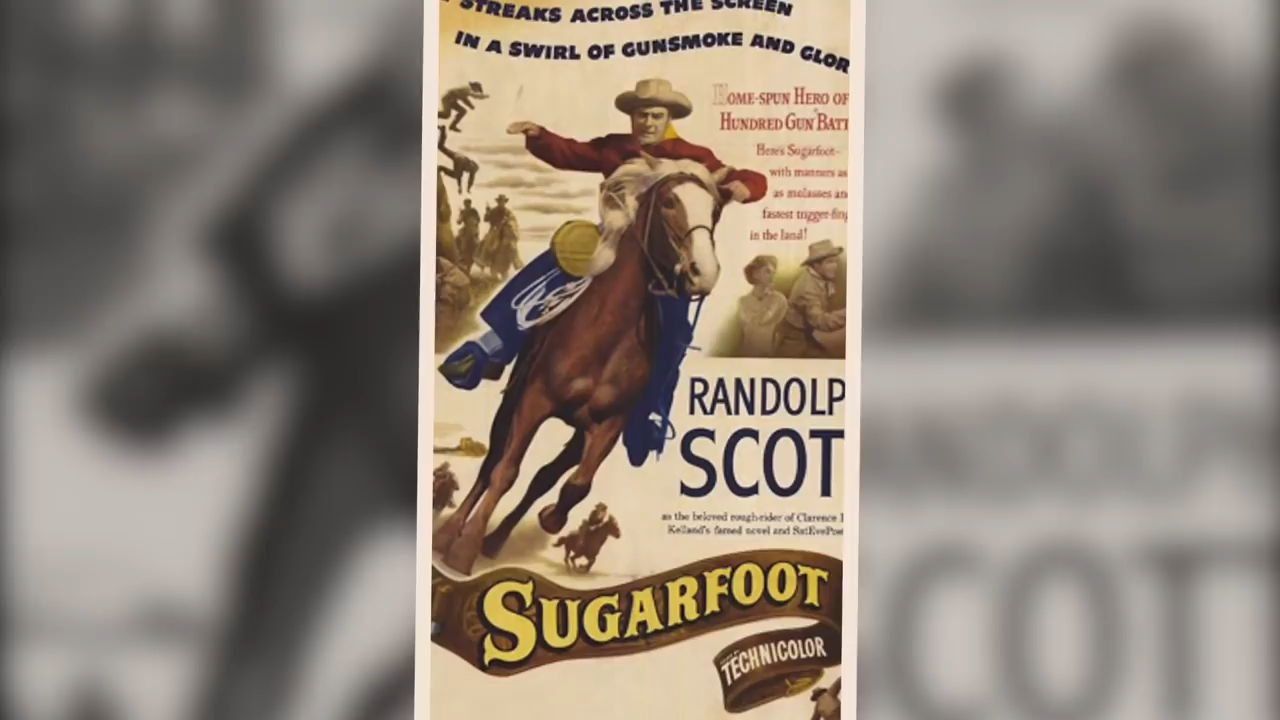 STREAKS ACROSS THE SCREEN
IN A SWIRL OF GUNSMOKE AND GLOR
HOME-SPUN HERO OF
HUNDRED GUN BATT
Here's Sugarfoot-
with manners as
as molasses an
fastest trigger-fing
in the land!
RANDOLP
SCOT
as the beloved rough-rider of Clarence
Kelland's famed novel and SatEvePos
SUGARFOOT
TECHNICOLOR